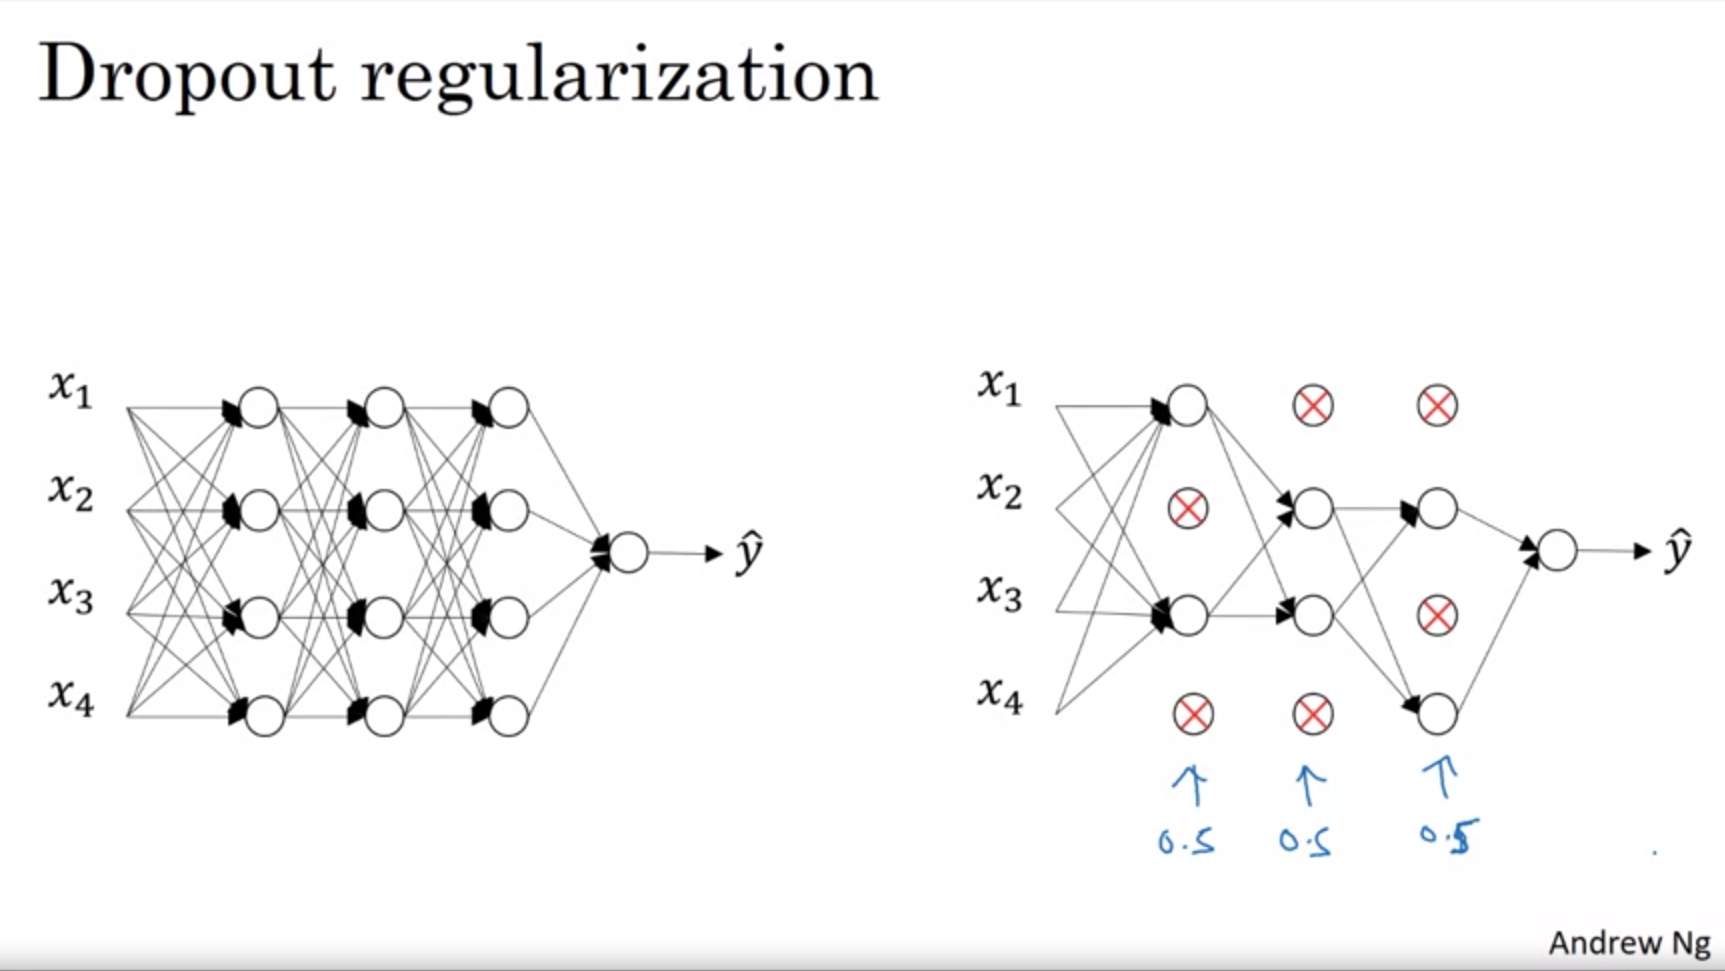 Dropout regularization
x₁ x₁
x₂ x₂
ŷ ŷ
x₃ x₃
x₄ x₄
0.5 0.5 0.5
Andrew Ng